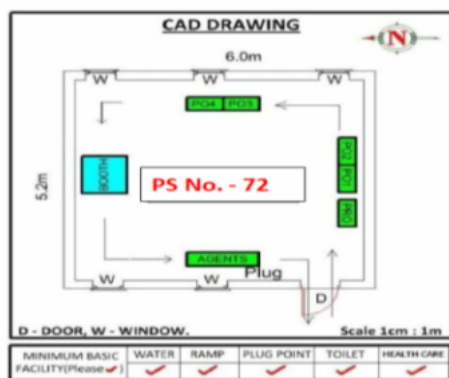 CAD DRAWING
N
6.0m
W W W
PO4 PO3
5.2m
BOOTH
PS No. - 72
PO2 PO1
PRO
AGENTS
Plug
W W
D
D - DOOR, W - WINDOW.
Scale 1cm : 1m
MINIMUM BASIC FACILITY(Please ✓) WATER RAMP PLUG POINT TOILET HEALTH CARE
✓ ✓ ✓ ✓ ✓